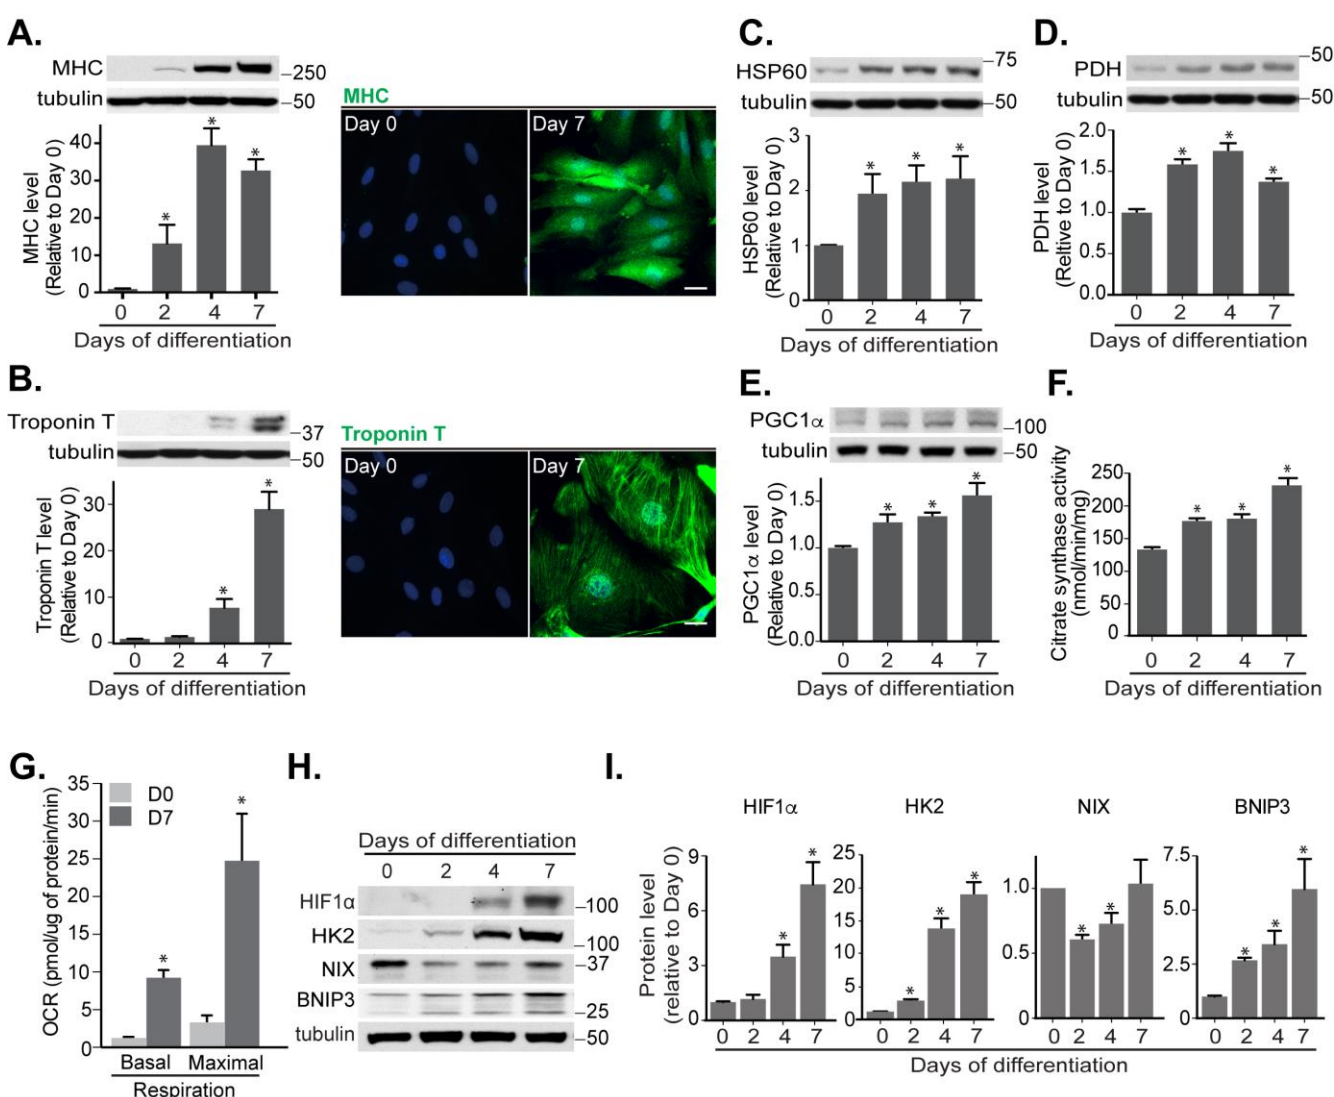 A.
MHC
–250
tubulin
–50
MHC level
(Relative to Day 0)
40
30
20
10
0
*
*
*
0 2 4 7
Days of differentiation
MHC
Day 0
Day 7
C.
HSP60
–75
tubulin
–50
HSP60 level
(Relative to Day 0)
3
2
1
0
*
*
*
0 2 4 7
Days of differentiation
D.
PDH
–50
tubulin
–50
PDH level
(Reltive to Day 0)
2.0
1.5
1.0
0.5
0.0
*
*
*
0 2 4 7
Days of differentiation
B.
Troponin T
–37
tubulin
–50
Troponin T level
(Relative to Day 0)
30
20
10
0
*
*
0 2 4 7
Days of differentiation
Troponin T
Day 0
Day 7
E.
PGC1α
–100
tubulin
–50
PGC1α level
(Relative to Day 0)
1.5
1.0
0.5
0.0
*
*
*
0 2 4 7
Days of differentiation
F.
Citrate synthase activity
(nmol/min/mg)
250
200
150
100
50
0
*
*
*
0 2 4 7
Days of differentiation
G.
OCR (pmol/ug of protein/min)
35
30
25
20
15
10
5
0
D0
D7
*
*
Basal Maximal
Respiration
H.
Days of differentiation
0 2 4 7
HIF1α
–100
HK2
–100
NIX
–37
BNIP3
–25
tubulin
–50
I.
Protein level
(relative to Day 0)
HIF1α
9
6
3
0
*
*
0 2 4 7
HK2
25
20
15
10
5
0
*
*
*
0 2 4 7
NIX
1.0
0.5
0
*
*
0 2 4 7
BNIP3
7.5
5.0
2.5
0
*
*
*
0 2 4 7
Days of differentiation